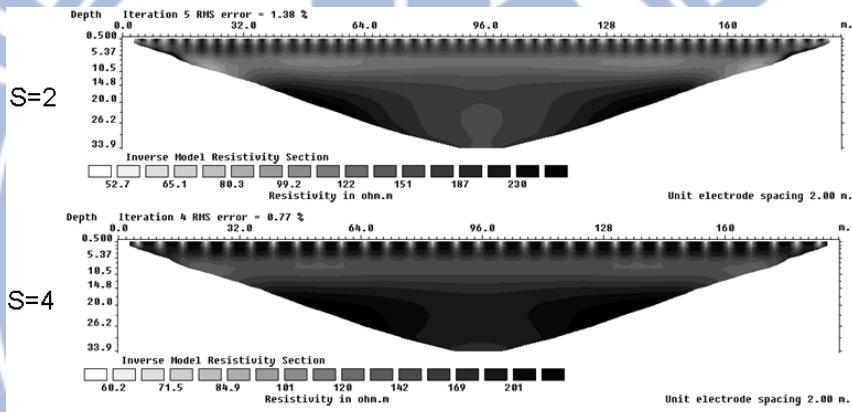 Depth Iteration 5 RMS error = 1.38 %
0.0 32.0 64.0 96.0 128 160 m.
0.500
5.37
10.5
14.8
20.0
26.2
33.9
S=2
Inverse Model Resistivity Section
52.7 65.1 80.3 99.2 122 151 187 230
Resistivity in ohm.m
Unit electrode spacing 2.00 m.
Depth Iteration 4 RMS error = 0.77 %
0.0 32.0 64.0 96.0 128 160 m.
0.500
5.37
10.5
14.8
20.0
26.2
33.9
S=4
Inverse Model Resistivity Section
60.2 71.5 84.9 101 120 142 169 201
Resistivity in ohm.m
Unit electrode spacing 2.00 m.